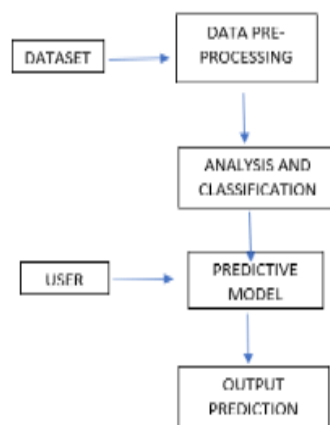 DATA PRE-
PROCESSING
DATASET
ANALYSIS AND
CLASSIFICATION
USER
PREDICTIVE
MODEL
OUTPUT
PREDICTION